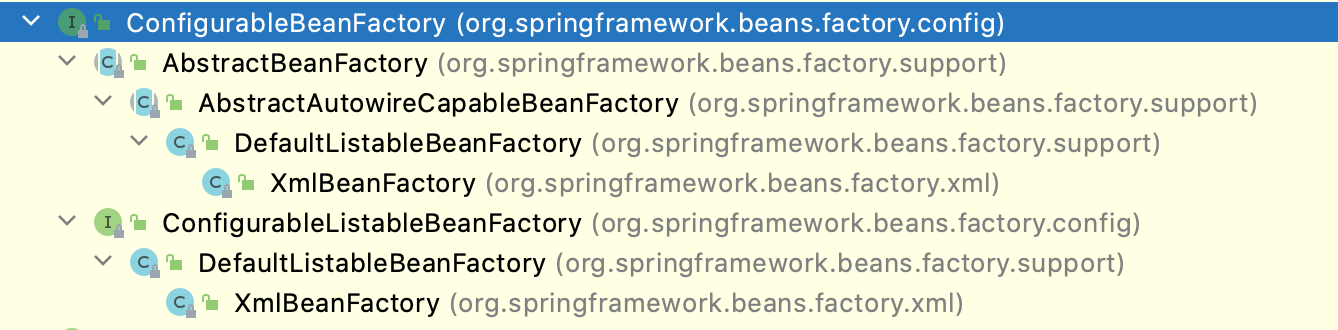 I ConfigurableBeanFactory (org.springframework.beans.factory.config)
C AbstractBeanFactory (org.springframework.beans.factory.support)
C AbstractAutowireCapableBeanFactory (org.springframework.beans.factory.support)
C DefaultListableBeanFactory (org.springframework.beans.factory.support)
C XmlBeanFactory (org.springframework.beans.factory.xml)
I ConfigurableListableBeanFactory (org.springframework.beans.factory.config)
C DefaultListableBeanFactory (org.springframework.beans.factory.support)
C XmlBeanFactory (org.springframework.beans.factory.xml)